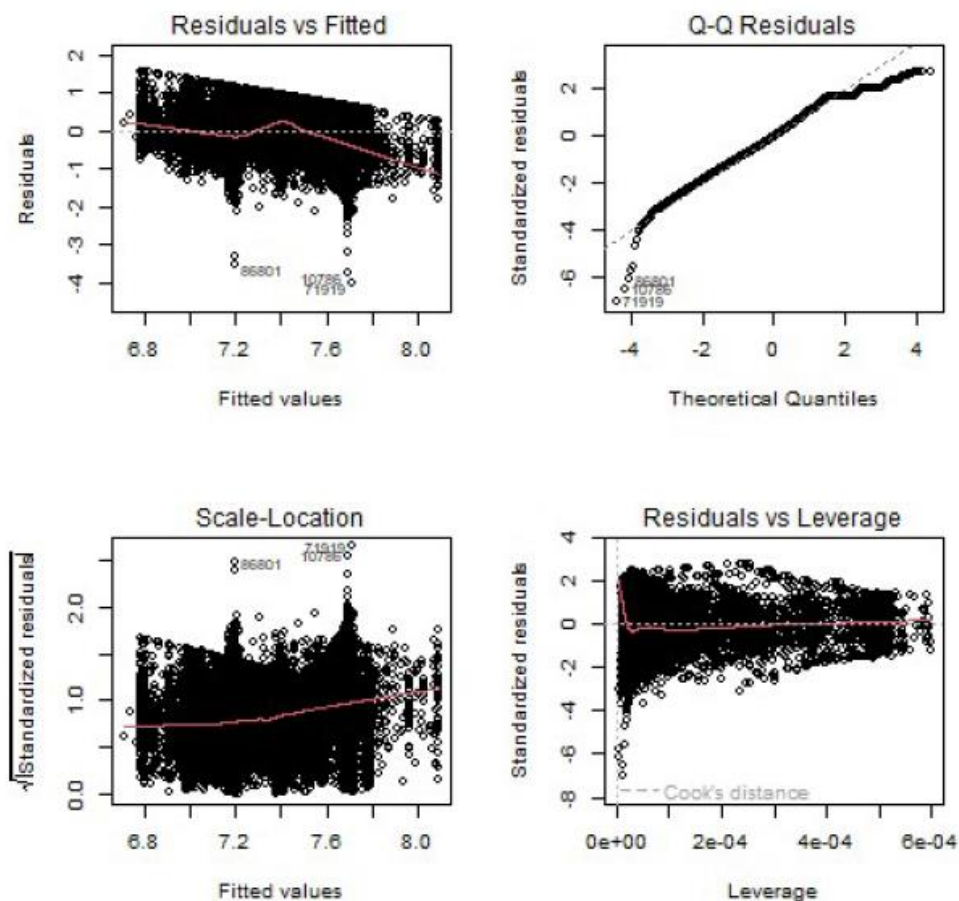 Residuals vs Fitted
Residuals
2
1
0
-1
-2
-3
-4
86801
10786
71919
6.8 7.2 7.6 8.0
Fitted values
Q-Q Residuals
Standardized residuals
2
0
-2
-4
-6
86801
10786
71919
-4 -2 0 2 4
Theoretical Quantiles
Scale-Location
√|Standardized residuals|
2.0
1.0
0.0
71919
10786
86801
6.8 7.2 7.6 8.0
Fitted values
Residuals vs Leverage
Standardized residuals
4
2
0
-2
-4
-6
-8
Cook's distance
0e+00 2e-04 4e-04 6e-04
Leverage